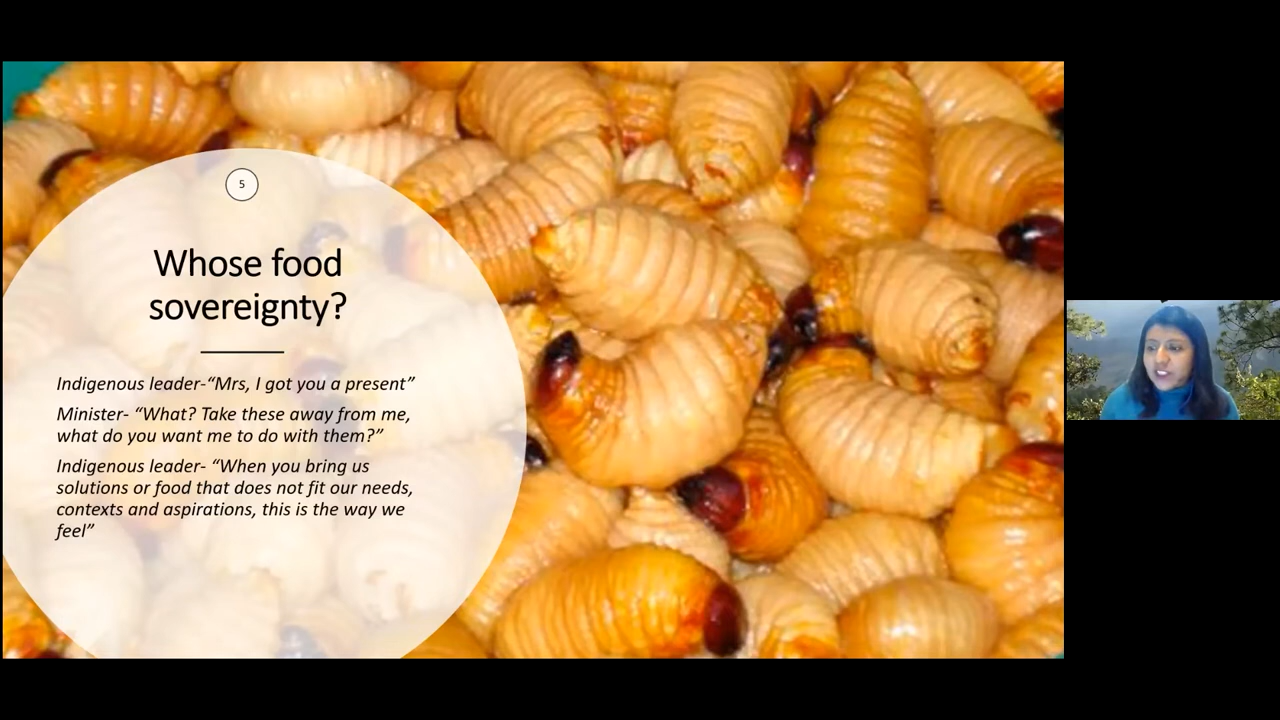 5
Whose food
sovereignty?
Indigenous leader-“Mrs, I got you a present”
Minister- “What? Take these away from me,
what do you want me to do with them?”
Indigenous leader- “When you bring us
solutions or food that does not fit our needs,
contexts and aspirations, this is the way we
feel”